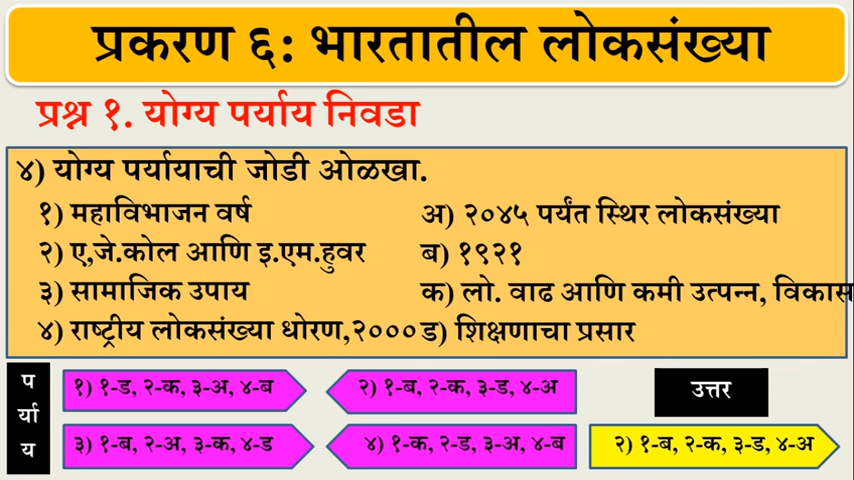 प्रकरण ६: भारतातील लोकसंख्या
प्रश्न १. योग्य पर्याय निवडा
४) योग्य पर्यायाची जोडी ओळखा.
१) महाविभाजन वर्ष
अ) २०४५ पर्यंत स्थिर लोकसंख्या
२) ए,जे.कोल आणि इ.एम.हुवर
ब) १९२१
३) सामाजिक उपाय
क) लो. वाढ आणि कमी उत्पन्न, विकास
४) राष्ट्रीय लोकसंख्या धोरण,२०००
ड) शिक्षणाचा प्रसार
पर्याय
१) १-ड, २-क, ३-अ, ४-ब
२) १-ब, २-क, ३-ड, ४-अ
उत्तर
३) १-ब, २-अ, ३-क, ४-ड
४) १-क, २-ड, ३-अ, ४-ब
२) १-ब, २-क, ३-ड, ४-अ